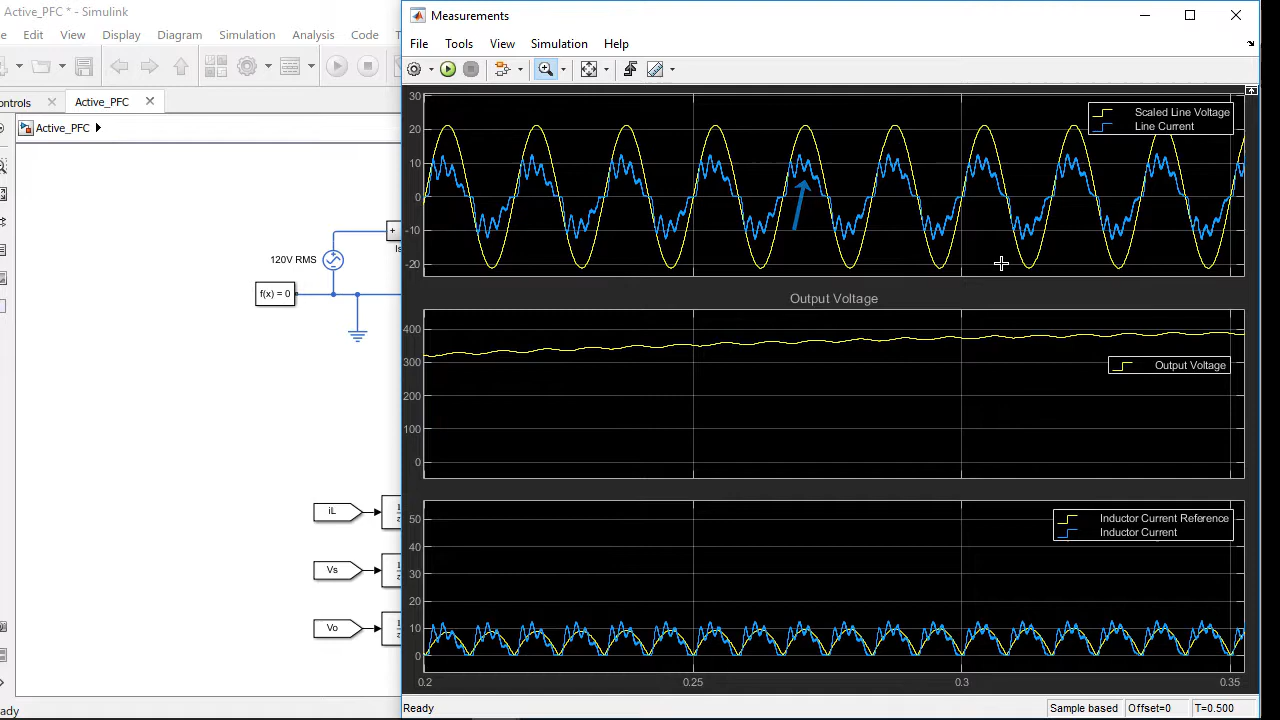 Active_PFC * - Simulink
Measurements
e Edit View Display Diagram Simulation Analysis Code
File Tools View Simulation Help
ontrols
Active_PFC
Active_PFC
120V RMS
f(x) = 0
+
iL
Vs
Vo
ady
30
20
10
0
-10
-20
Scaled Line Voltage
Line Current
Output Voltage
400
300
200
100
0
Output Voltage
50
40
30
20
10
0
Inductor Current Reference
Inductor Current
0.2 0.25 0.3 0.35
Ready
Sample based Offset=0 T=0.500